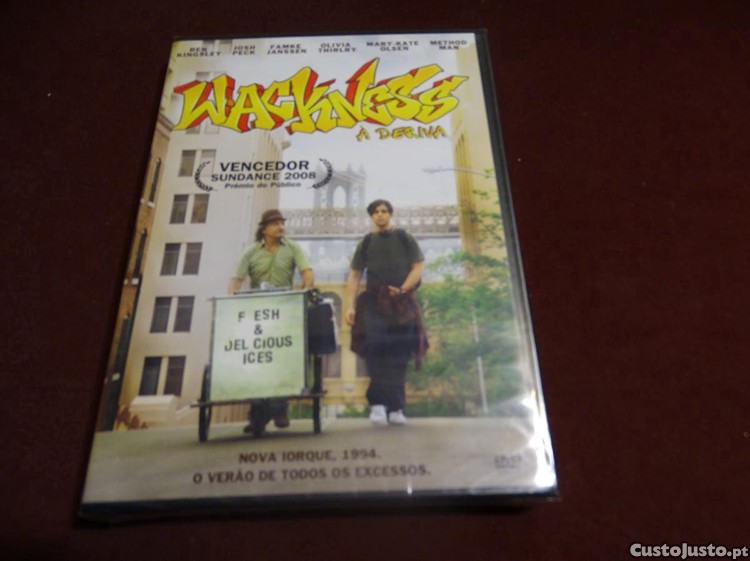 BEN KINGSLEY JOSH PECK FAMKE JANSSEN OLIVIA THIRLBY MARY-KATE OLSEN METHOD MAN
WACKNESS
À DERIVA
VENCEDOR
SUNDANCE 2008
Prémio do Público
F ESH
&
DEL CIOUS
ICES
NOVA IORQUE, 1994.
O VERÃO DE TODOS OS EXCESSOS.
DVD
CustoJusto.pt